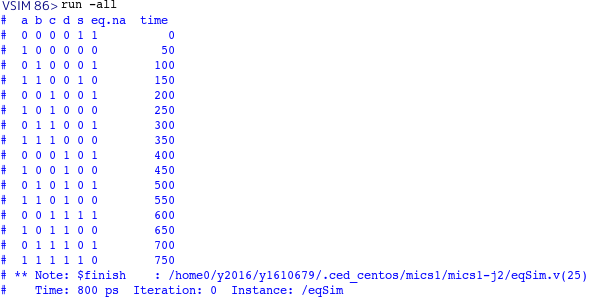 VSIM 86> run -all
# a b c d s eq.na time
# 0 0 0 0 1 1 0
# 1 0 0 0 0 0 50
# 0 1 0 0 0 1 100
# 1 1 0 0 1 0 150
# 0 0 1 0 0 1 200
# 1 0 1 0 0 0 250
# 0 1 1 0 0 1 300
# 1 1 1 0 0 0 350
# 0 0 0 1 0 1 400
# 1 0 0 1 0 0 450
# 0 1 0 1 0 1 500
# 1 1 0 1 0 0 550
# 0 0 1 1 1 1 600
# 1 0 1 1 0 0 650
# 0 1 1 1 0 1 700
# 1 1 1 1 1 0 750
# ** Note: $finish : /home0/y2016/y1610679/.ced_centos/mics1/mics1-j2/eqSim.v(25)
# Time: 800 ps Iteration: 0 Instance: /eqSim